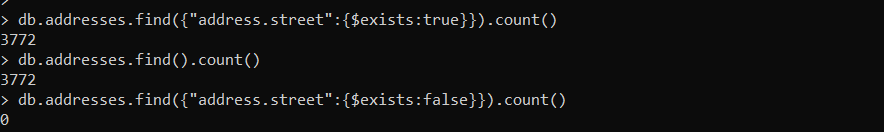 > db.addresses.find({"address.street":{$exists:true}}).count()
3772
> db.addresses.find().count()
3772
> db.addresses.find({"address.street":{$exists:false}}).count()
0